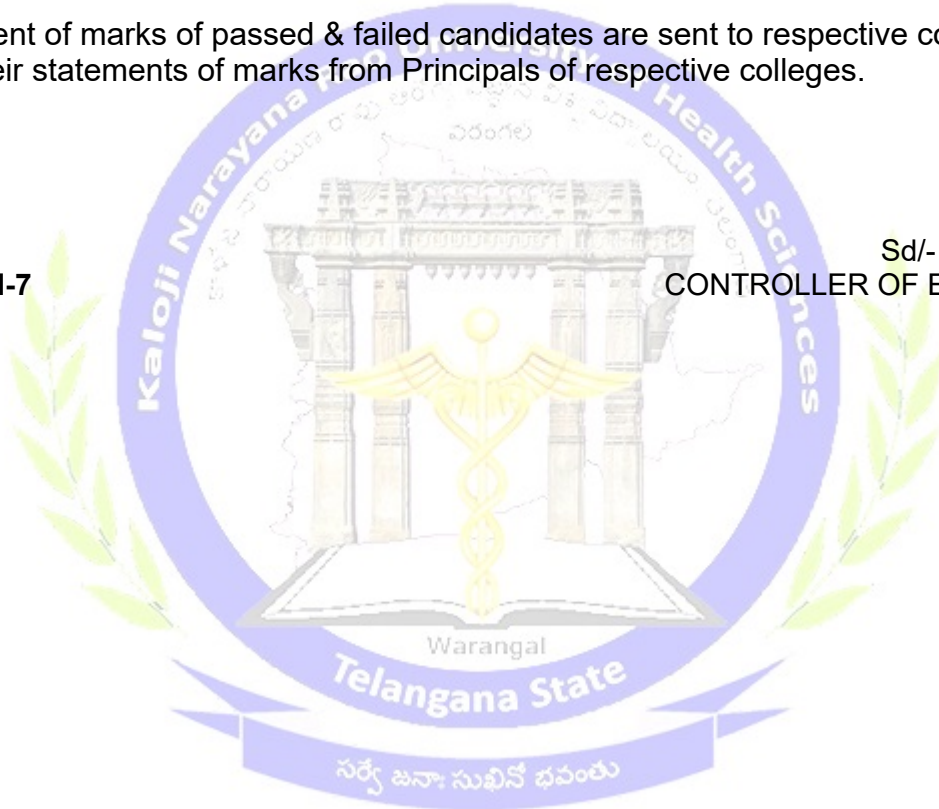 ent of marks of passed & failed candidates are sent to respective co
eir statements of marks from Principals of respective colleges.
Kaloji Narayana Rao University of Health Sciences
వరంగల్
Sd/-
-7
CONTROLLER OF E
Warangal
Telangana State
సర్వే జనాః సుఖినో భవంతు